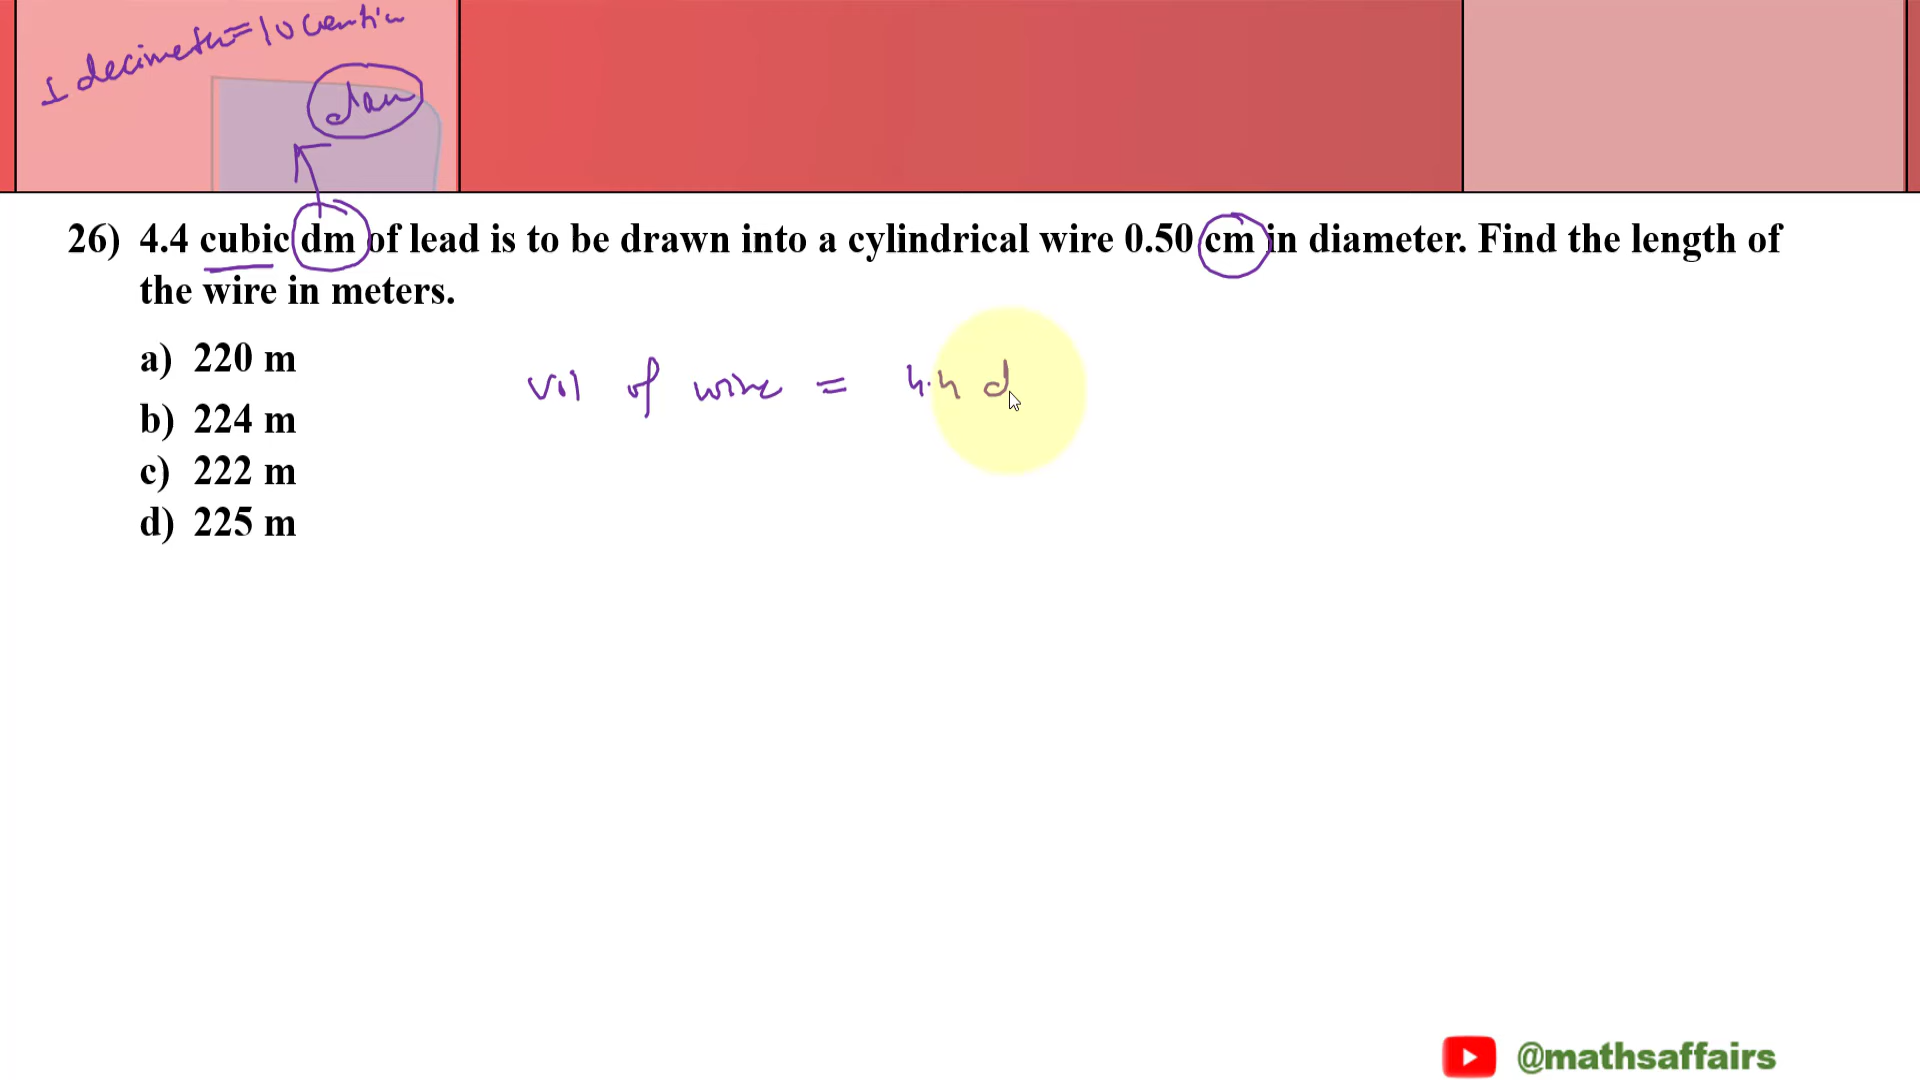 1 decimeter=10 centim
dam
26) 4.4 cubic dm of lead is to be drawn into a cylindrical wire 0.50 cm in diameter. Find the length of
the wire in meters.
a) 220 m
b) 224 m
c) 222 m
d) 225 m
vol of wire = 4.4 d
@mathsaffairs